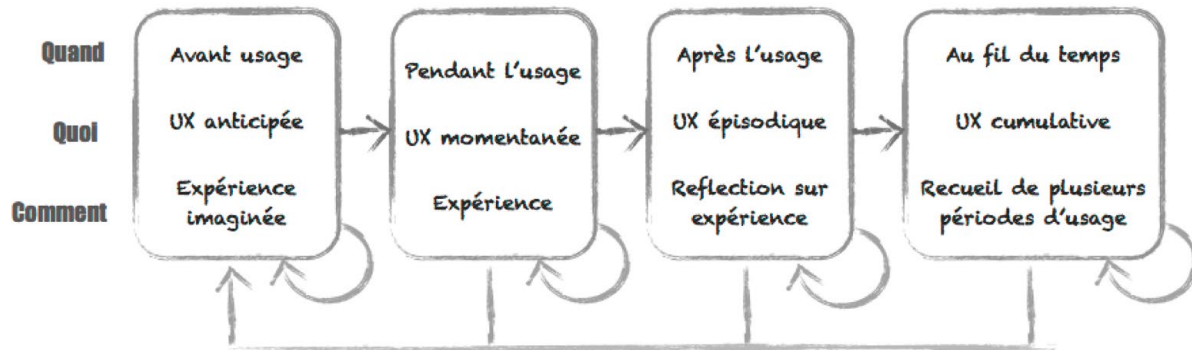 Quand
Avant usage
Pendant l'usage
Après l'usage
Au fil du temps
Quoi
UX anticipée
UX momentanée
UX épisodique
UX cumulative
Comment
Expérience
imaginée
Expérience
Reflection sur
expérience
Recueil de plusieurs
périodes d'usage